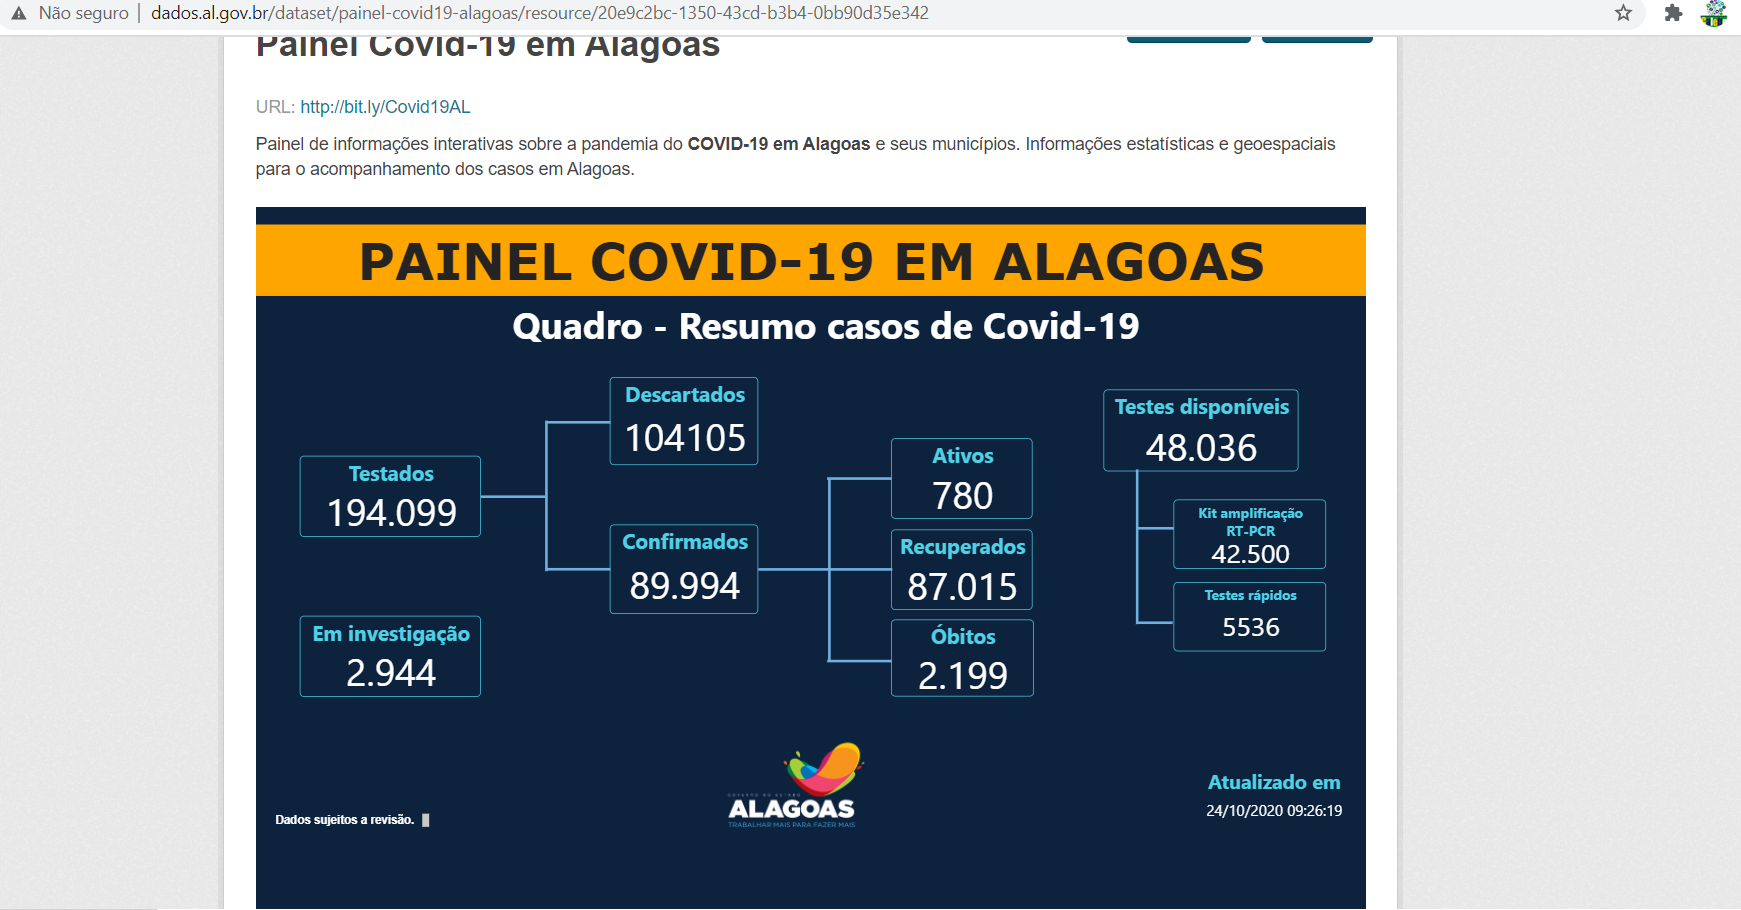 Não seguro | dados.al.gov.br/dataset/painel-covid19-alagoas/resource/20e9c2bc-1350-43cd-b3b4-0bb90d35e342
Painel Covid-19 em Alagoas
URL: http://bit.ly/Covid19AL
Painel de informações interativas sobre a pandemia do COVID-19 em Alagoas e seus municípios. Informações estatísticas e geoespaciais
para o acompanhamento dos casos em Alagoas.
PAINEL COVID-19 EM ALAGOAS
Quadro - Resumo casos de Covid-19
Testados
194.099
Em investigação
2.944
Descartados
104105
Confirmados
89.994
Ativos
780
Recuperados
87.015
Óbitos
2.199
Testes disponíveis
48.036
Kit amplificação
RT-PCR
42.500
Testes rápidos
5536
Dados sujeitos a revisão.
GOVERNO DO ESTADO
ALAGOAS
TRABALHAR MAIS PARA FAZER MAIS
Atualizado em
24/10/2020 09:26:19